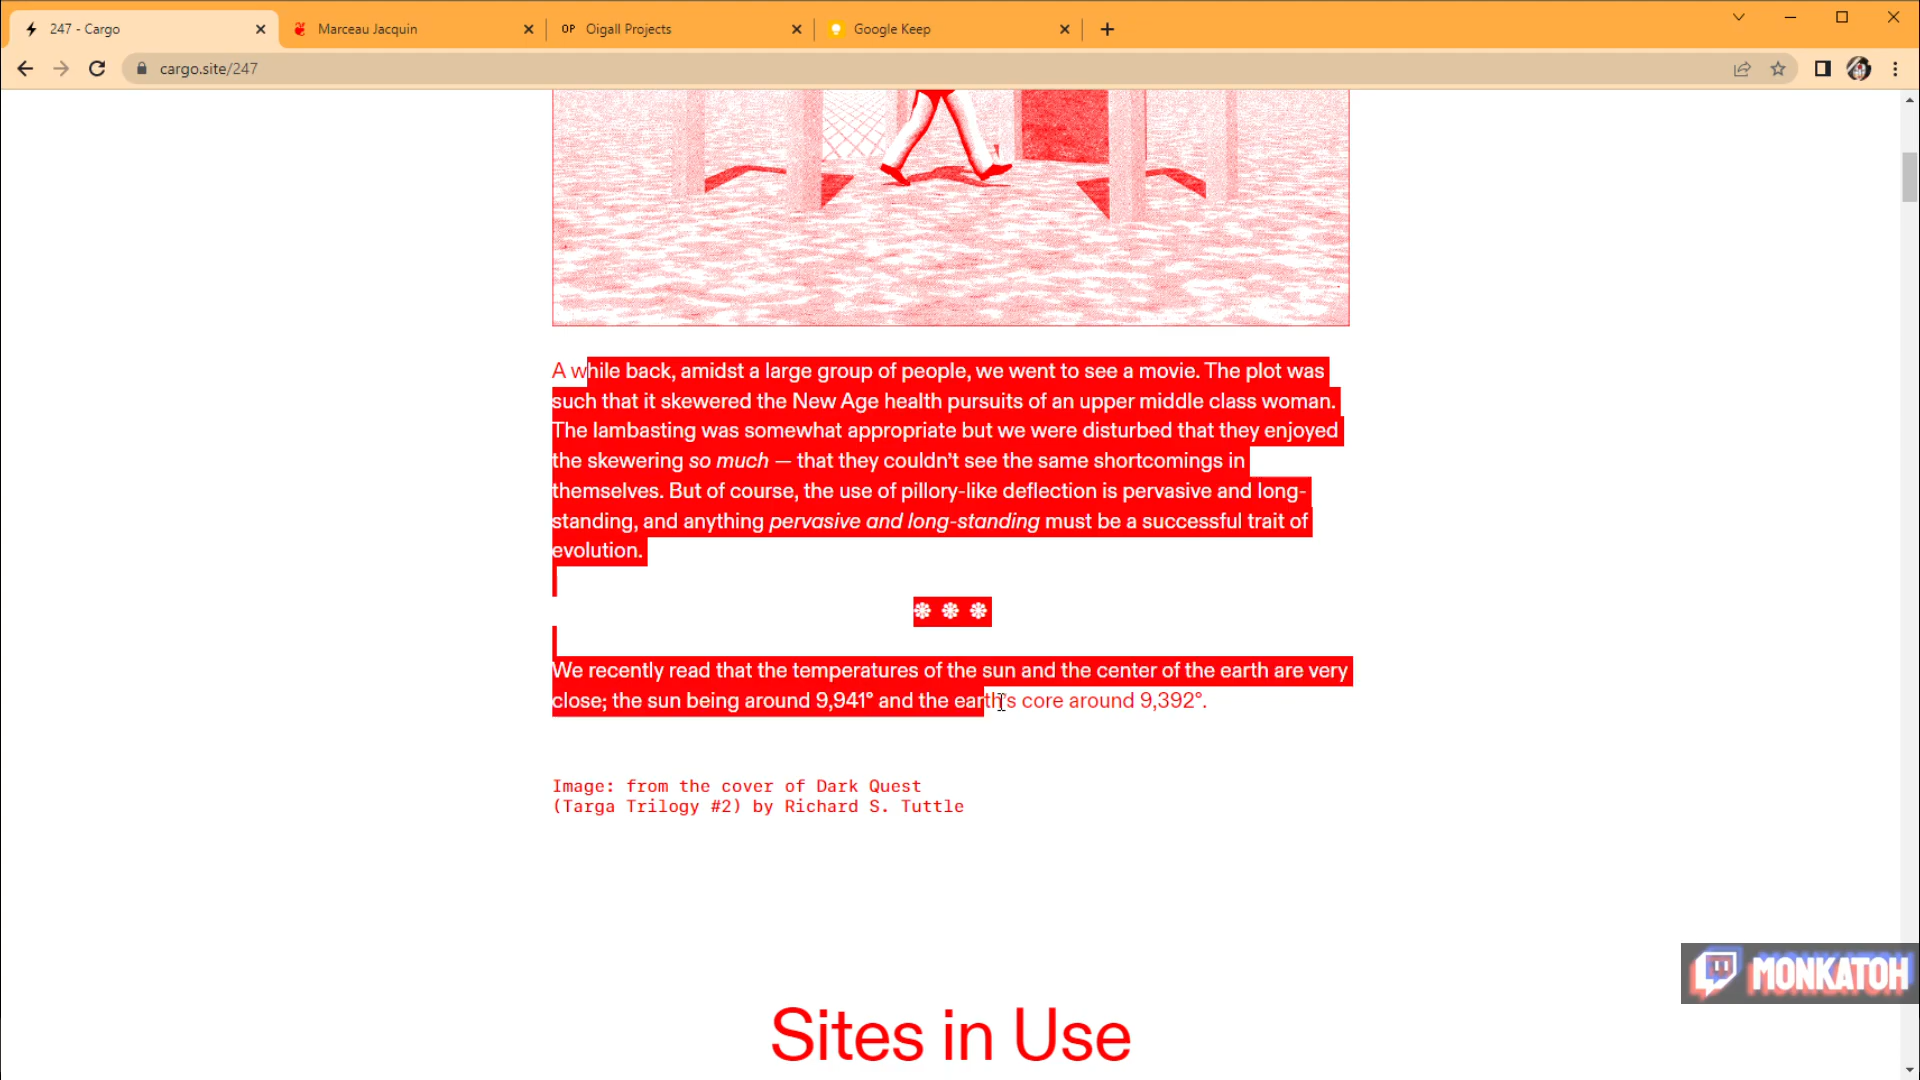 247 - Cargo
Marceau Jacquin
OP Oigall Projects
Google Keep
cargo.site/247
A while back, amidst a large group of people, we went to see a movie. The plot was
such that it skewered the New Age health pursuits of an upper middle class woman.
The lambasting was somewhat appropriate but we were disturbed that they enjoyed
the skewering so much — that they couldn't see the same shortcomings in
themselves. But of course, the use of pillory-like deflection is pervasive and long-
standing, and anything pervasive and long-standing must be a successful trait of
evolution.
❃ ❃ ❃
We recently read that the temperatures of the sun and the center of the earth are very
close; the sun being around 9,941° and the earth's core around 9,392°.
Image: from the cover of Dark Quest
(Targa Trilogy #2) by Richard S. Tuttle
MONKATOH
Sites in Use